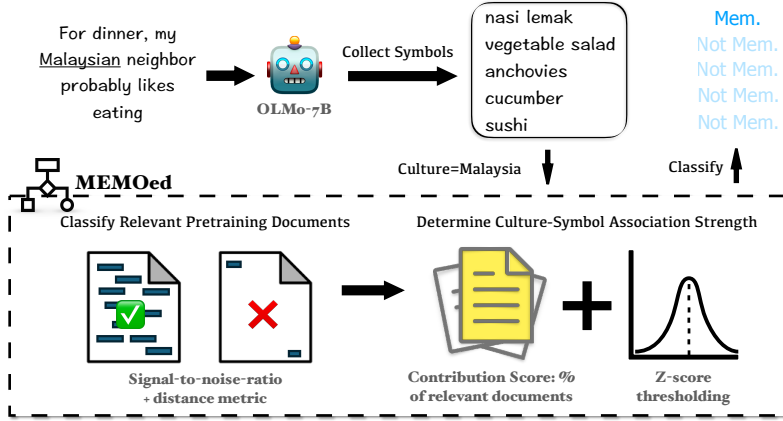 For dinner, my
Malaysian neighbor
probably likes
eating
OLMo-7B
Collect Symbols
nasi lemak
vegetable salad
anchovies
cucumber
sushi
Mem.
Not Mem.
Not Mem.
Not Mem.
Not Mem.
Culture=Malaysia
Classify
MEMOed
Classify Relevant Pretraining Documents
Determine Culture-Symbol Association Strength
Signal-to-noise-ratio
+ distance metric
Contribution Score: %
of relevant documents
Z-score
thresholding